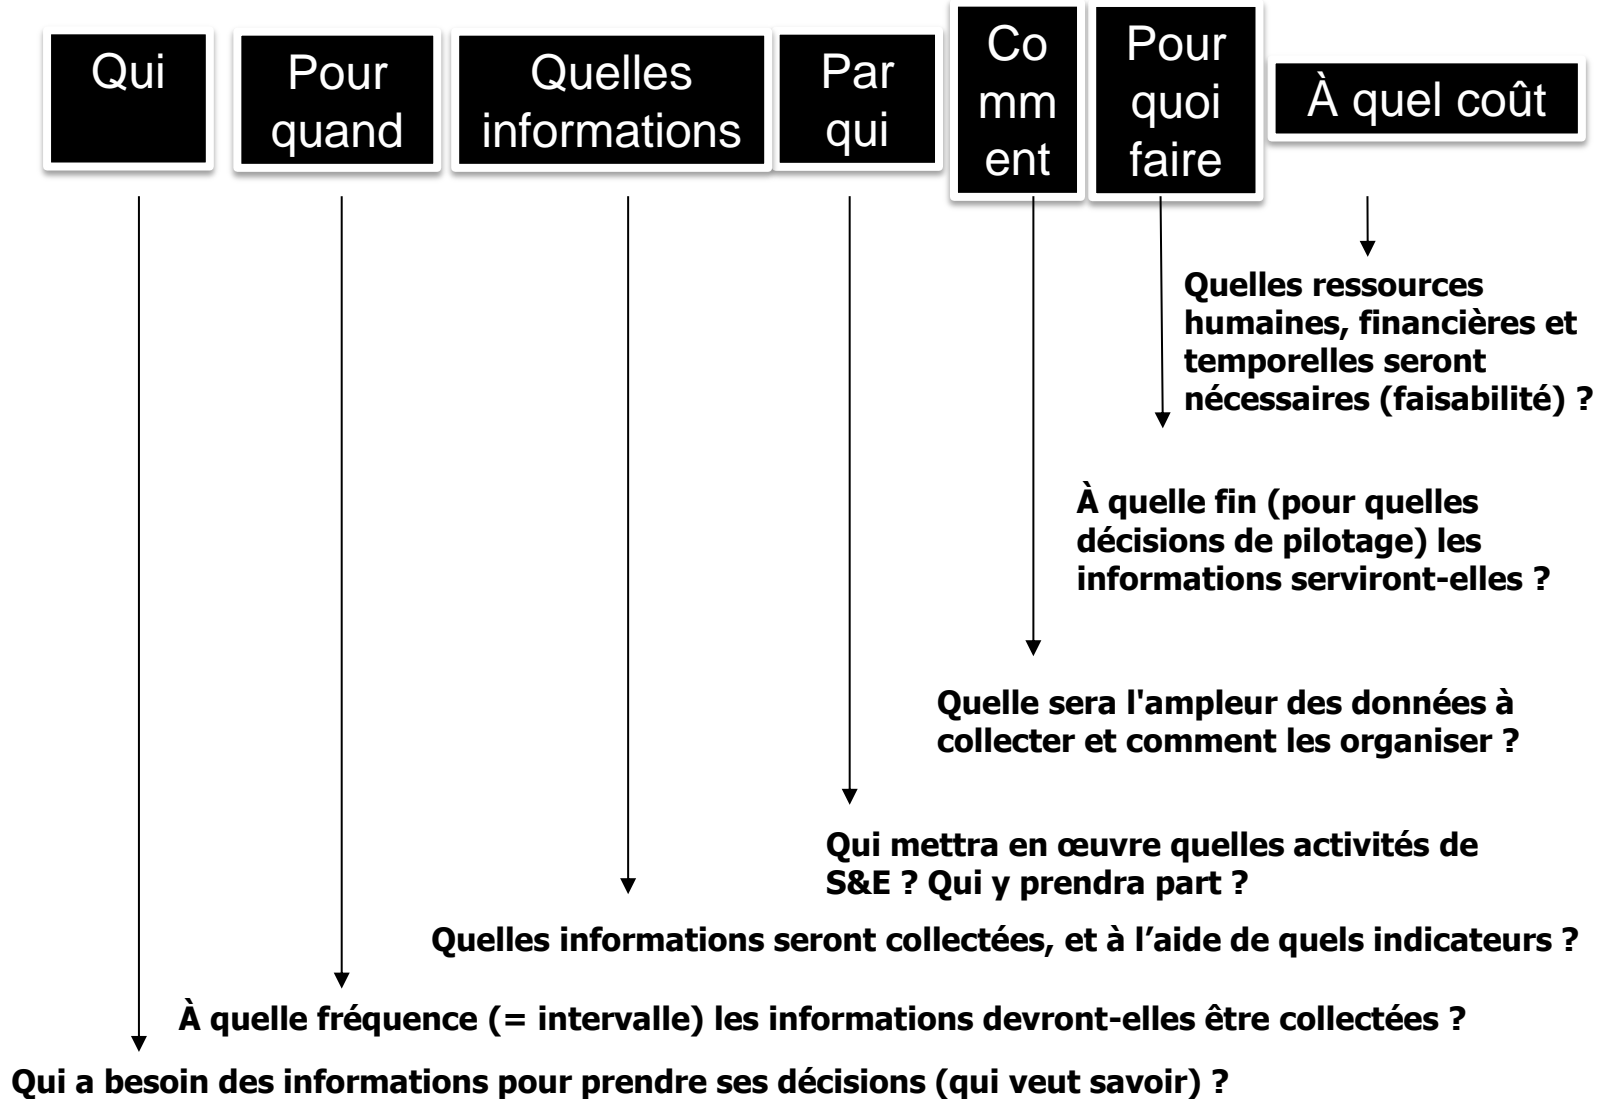 Qui
Pour
quand
Quelles
informations
Par
qui
Co
mm
ent
Pour
quoi
faire
À quel coût
Quelles ressources
humaines, financières et
temporelles seront
nécessaires (faisabilité) ?
À quelle fin (pour quelles
décisions de pilotage) les
informations serviront-elles ?
Quelle sera l'ampleur des données à
collecter et comment les organiser ?
Qui mettra en œuvre quelles activités de
S&E ? Qui y prendra part ?
Quelles informations seront collectées, et à l’aide de quels indicateurs ?
À quelle fréquence (= intervalle) les informations devront-elles être collectées ?
Qui a besoin des informations pour prendre ses décisions (qui veut savoir) ?